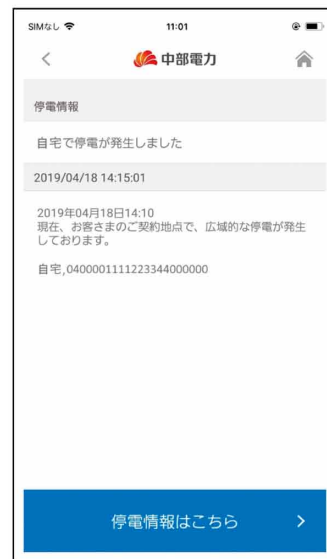 SIMなし 11:01
中部電力
停電情報
自宅で停電が発生しました
2019/04/18 14:15:01
2019年04月18日14:10
現在、お客さまのご契約地点で、広域的な停電が発生
しております。
自宅,0400001111223344000000
停電情報はこちら